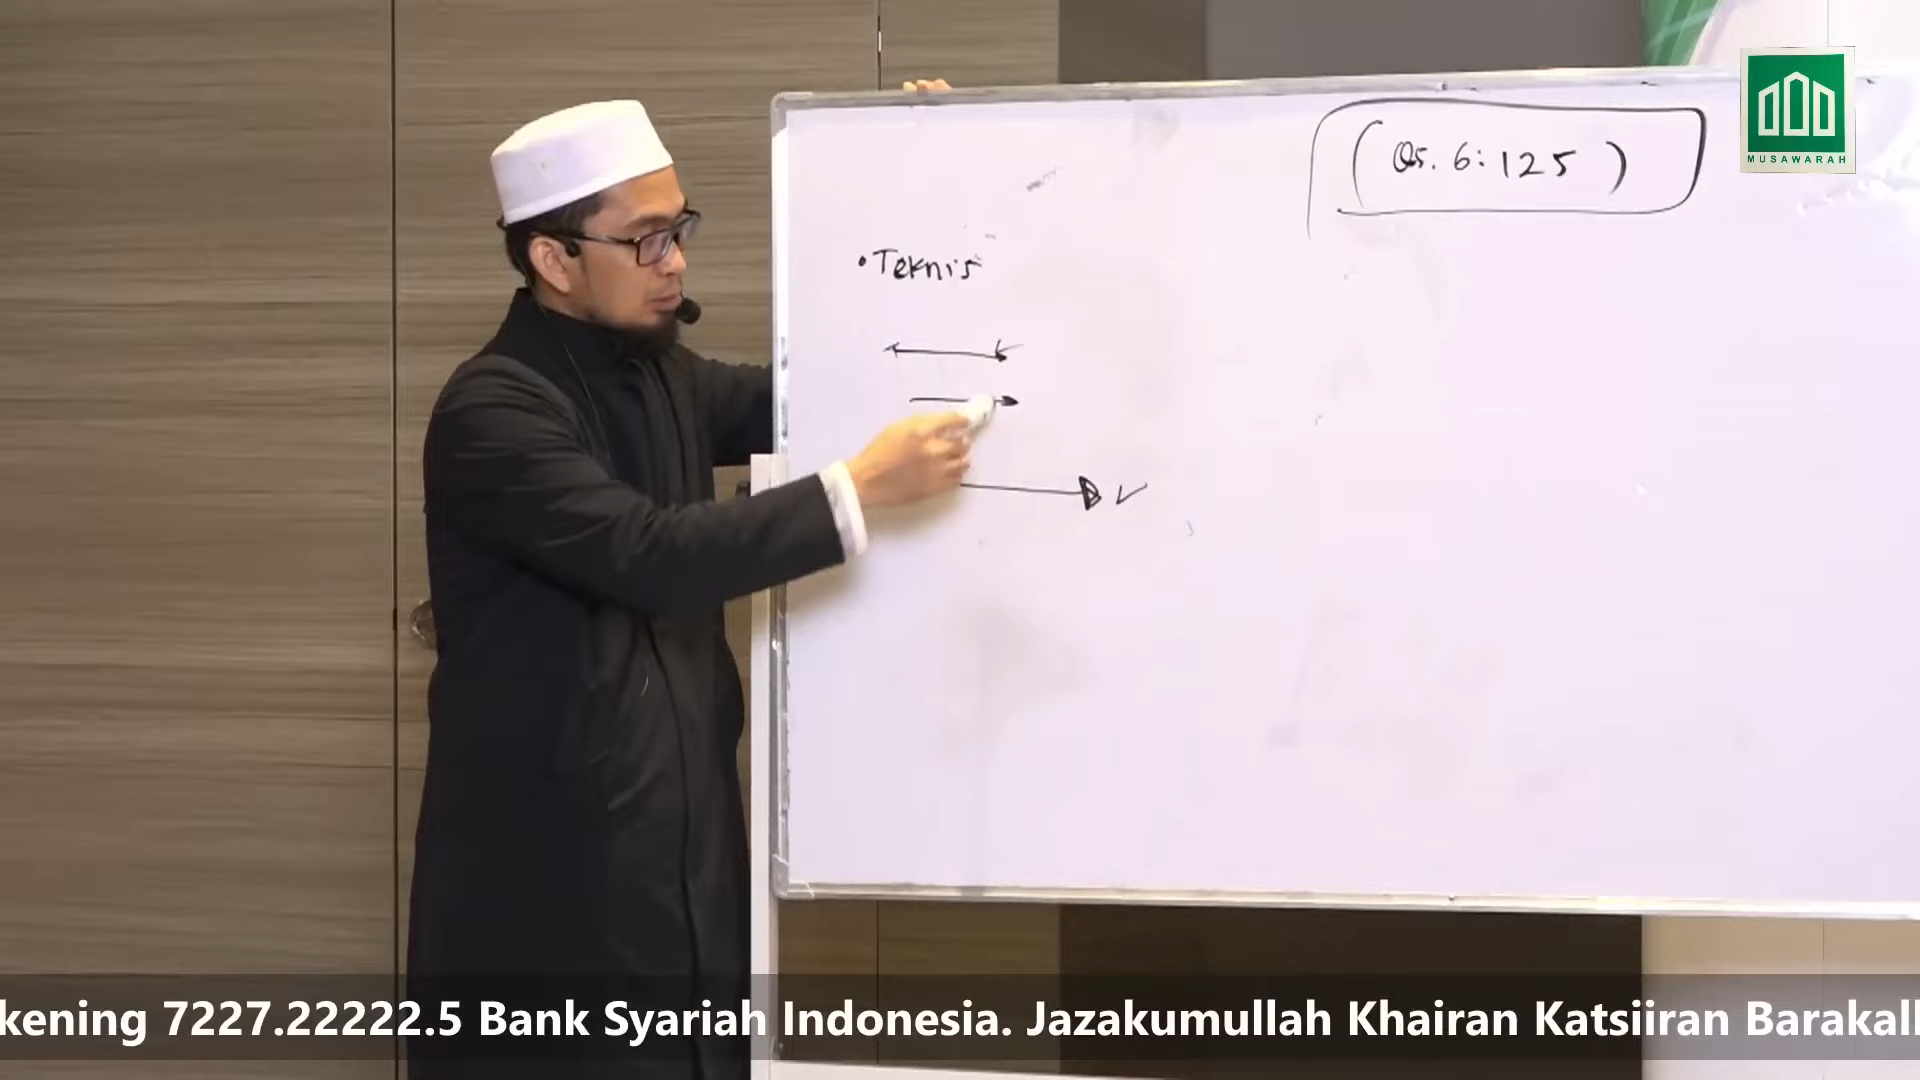 MUSAWARAH
(Qs. 6:125)
• Teknis
kening 7227.22222.5 Bank Syariah Indonesia. Jazakumullah Khairan Katsiiran Barakall